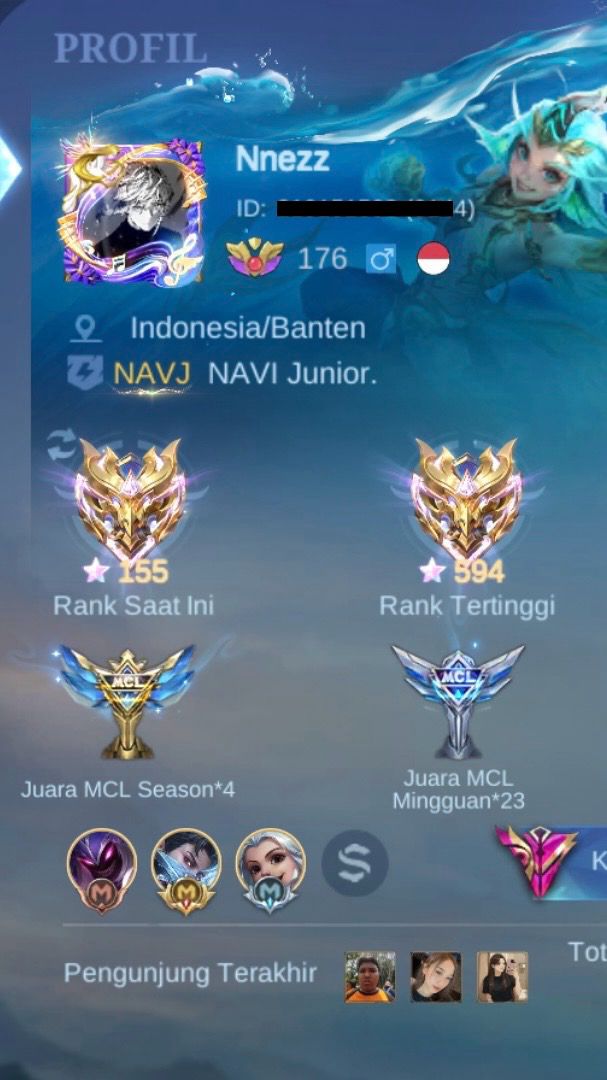 PROFIL
Nnezz
ID: 4)
176
Indonesia/Banten
NAVJ NAVI Junior.
155
594
Rank Saat Ini
Rank Tertinggi
MCL
MCL
Juara MCL Season*4
Juara MCL
Mingguan*23
M
M
M
S
K
Pengunjung Terakhir
Tot